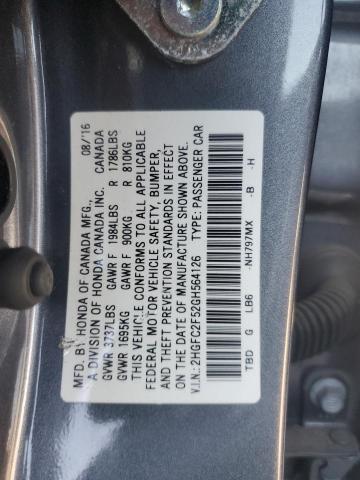 MFD. BY HONDA OF CANADA MFG., 08/'16
A DIVISION OF HONDA CANADA INC. CANADA
GVWR 3737LBS GAWR F 1984LBS R 1786LBS
GVWR 1695KG GAWR F 900KG R 810KG
THIS VEHICLE CONFORMS TO ALL APPLICABLE
FEDERAL MOTOR VEHICLE SAFETY, BUMPER,
AND THEFT PREVENTION STANDARDS IN EFFECT
ON THE DATE OF MANUFACTURE SHOWN ABOVE.
V.I.N.: 2HGFC2F52GH564126 TYPE: PASSENGER CAR
TBD G LB6 -NH797MX -B -H